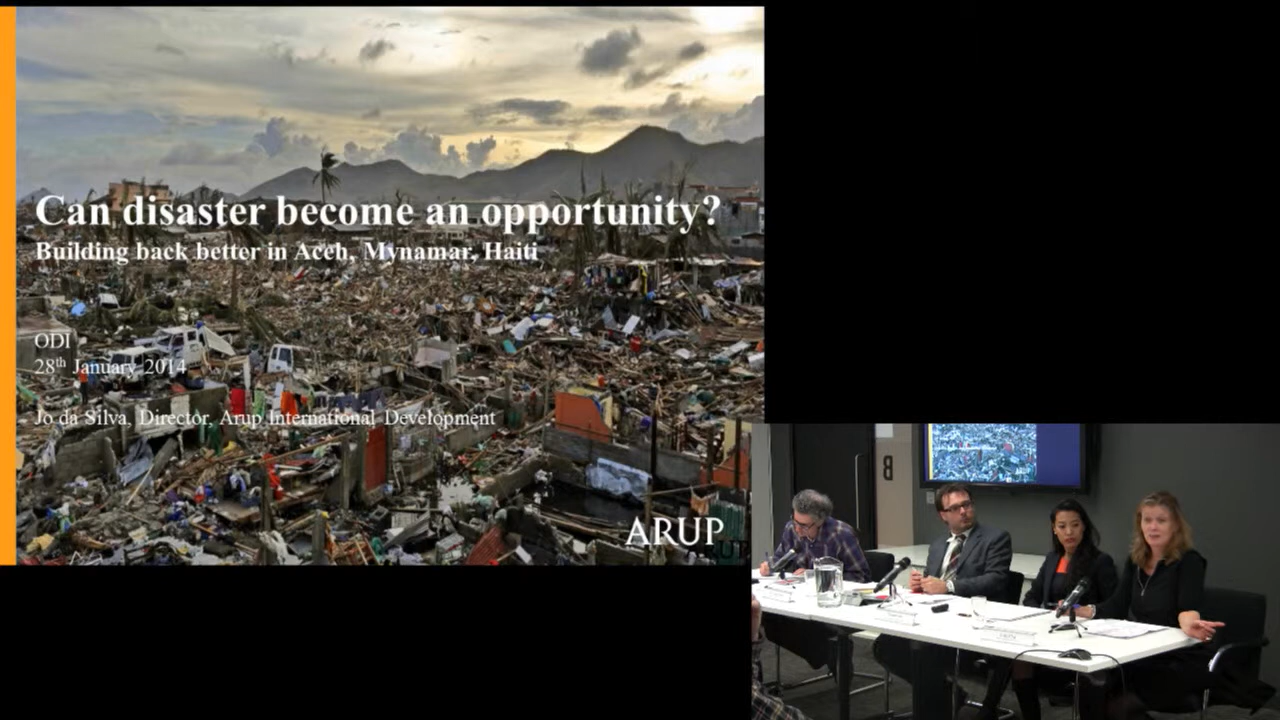 Can disaster become an opportunity?
Building back better in Aceh, Mynamar, Haiti
ODI
28th January 2014
Jo da Silva, Director, Arup International Development
ARUP
8